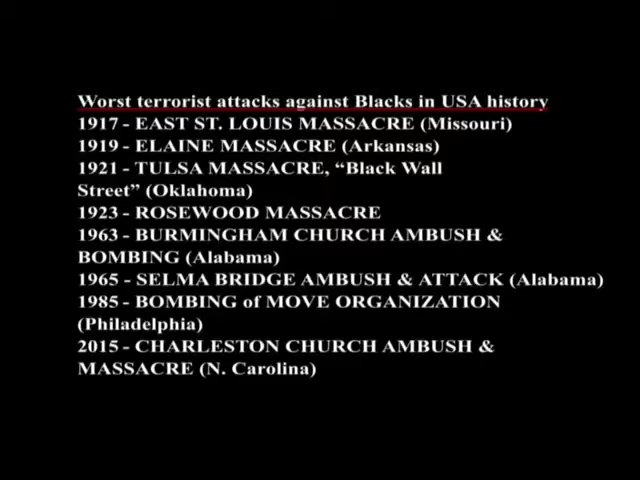 Worst terrorist attacks against Blacks in USA history
1917 - EAST ST. LOUIS MASSACRE (Missouri)
1919 - ELAINE MASSACRE (Arkansas)
1921 - TULSA MASSACRE, “Black Wall
Street” (Oklahoma)
1923 - ROSEWOOD MASSACRE
1963 - BURMINGHAM CHURCH AMBUSH &
BOMBING (Alabama)
1965 - SELMA BRIDGE AMBUSH & ATTACK (Alabama)
1985 - BOMBING of MOVE ORGANIZATION
(Philadelphia)
2015 - CHARLESTON CHURCH AMBUSH &
MASSACRE (N. Carolina)